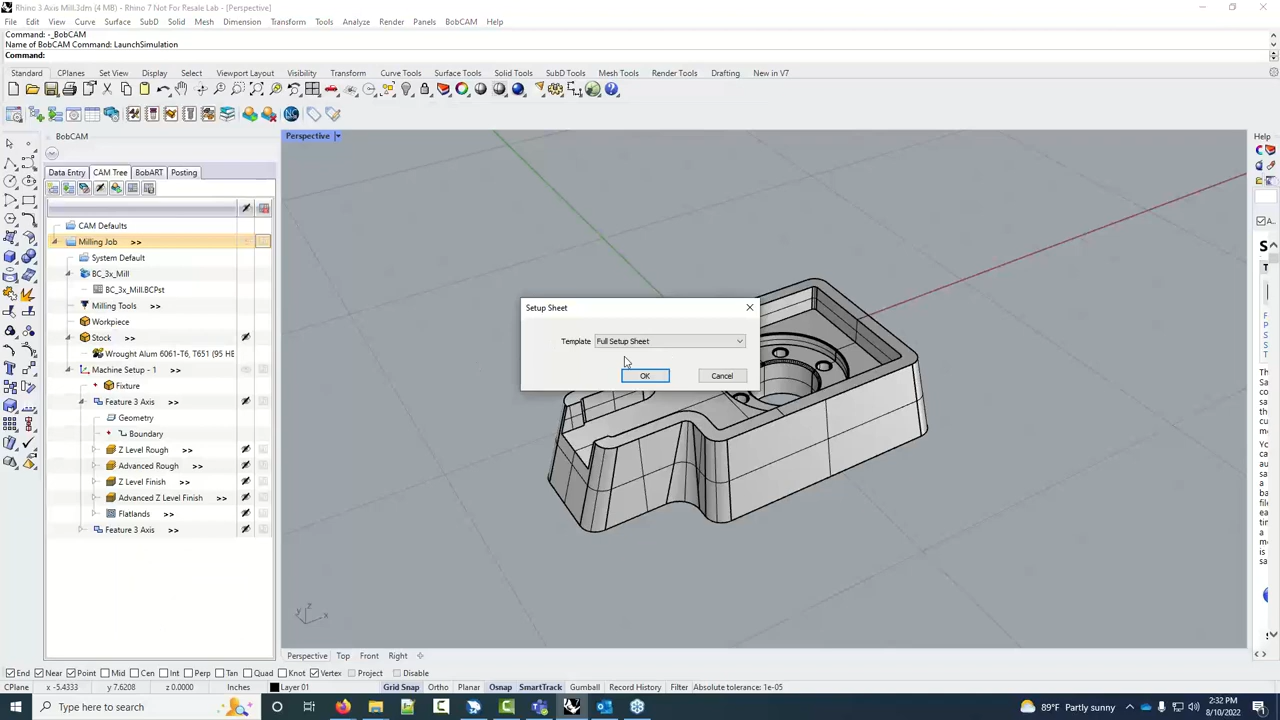 Rhino 3 Axis Mill.3dm (4 MB) - Rhino 7 Not For Resale Lab - [Perspective]
File Edit View Curve Surface SubD Solid Mesh Dimension Transform Tools Analyze Render Panels BobCAM Help
Command: -_BobCAM
Name of BobCAM Command: LaunchSimulation
Command:
Standard CPlanes Set View Display Select Viewport Layout Visibility Transform Curve Tools Surface Tools Solid Tools SubD Tools Mesh Tools Render Tools Drafting New in V7
BobCAM
Perspective
Help
Data Entry CAM Tree BobART Posting
CAM Defaults
Milling Job >>
System Default
BC_3x_Mill
BC_3x_Mill.BCPst
Milling Tools >>
Workpiece
Stock >>
Wrought Alum 6061-T6, T651 (95 HE
Machine Setup - 1 >>
Fixture
Feature 3 Axis >>
Geometry
Boundary
Z Level Rough >>
Advanced Rough >>
Z Level Finish >>
Advanced Z Level Finish >>
Flatlands >>
Feature 3 Axis >>
Setup Sheet
Template Full Setup Sheet
OK Cancel
z
y x
Perspective Top Front Right
End Near Point Mid Cen Int Perp Tan Quad Knot Vertex Project Disable
CPlane x -5.4333 y 7.6208 z 0.0000 Inches Layer 01 Grid Snap Ortho Planar Osnap SmartTrack Gumball Record History Filter Absolute tolerance: 1e-05
Type here to search
89°F Partly sunny
2:32 PM
8/10/2022